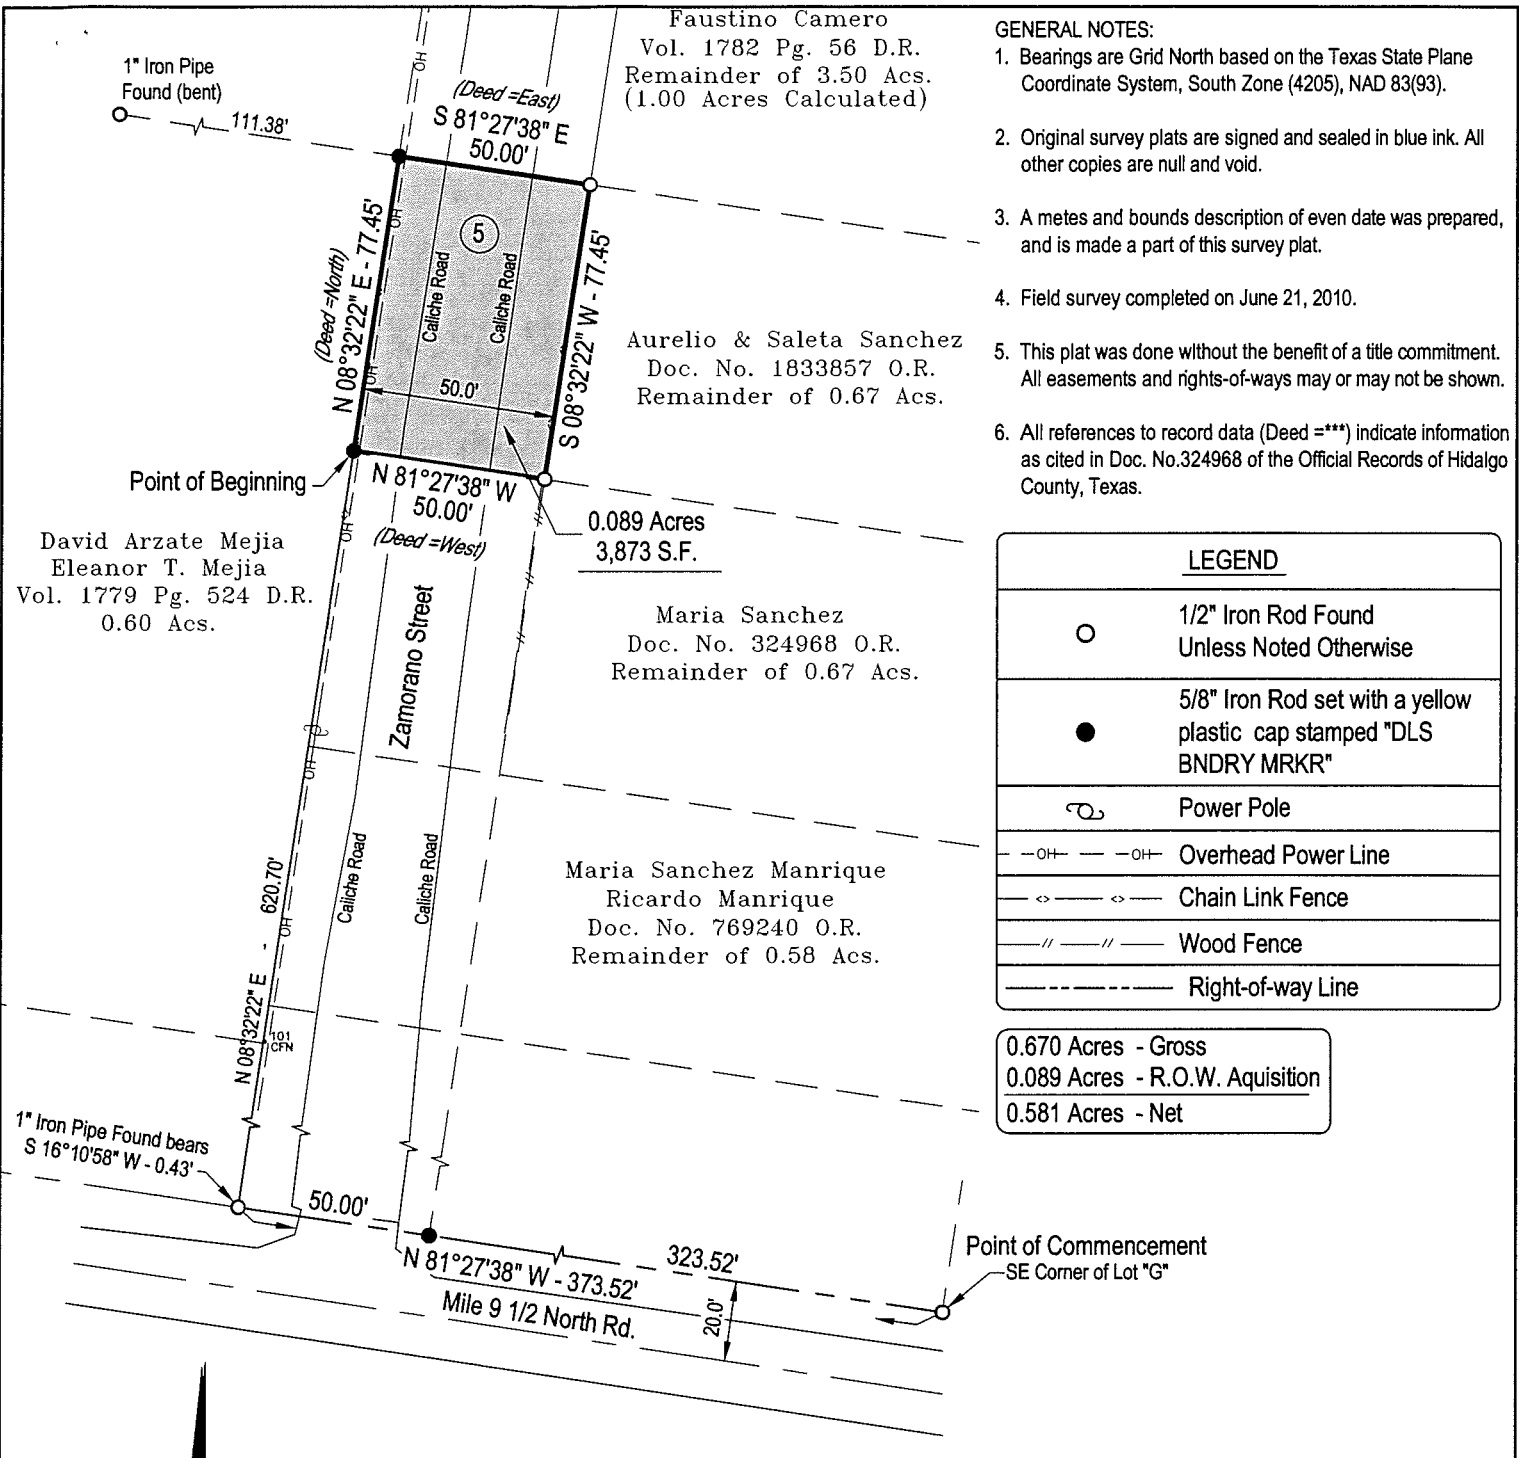 Faustino Camero
Vol. 1782 Pg. 56 D.R.
Remainder of 3.50 Acs.
(1.00 Acres Calculated)
1" Iron Pipe
Found (bent)
111.38'
OH
(Deed =East)
S 81°27'38" E
50.00'
OH
5
Caliche Road
Caliche Road
(Deed =North)
N 08°32'22" E - 77.45'
S 08°32'22" W - 77.45'
OH
50.0'
Aurelio & Saleta Sanchez
Doc. No. 1833857 O.R.
Remainder of 0.67 Acs.
Point of Beginning
N 81°27'38" W
50.00'
(Deed =West)
0.089 Acres
3,873 S.F.
OH
David Arzate Mejia
Eleanor T. Mejia
Vol. 1779 Pg. 524 D.R.
0.60 Acs.
Zamorano Street
Maria Sanchez
Doc. No. 324968 O.R.
Remainder of 0.67 Acs.
OH
Caliche Road
Caliche Road
Maria Sanchez Manrique
Ricardo Manrique
Doc. No. 769240 O.R.
Remainder of 0.58 Acs.
OH
N 08°32'22" E - 620.70'
101
CFN
1" Iron Pipe Found bears
S 16°10'58" W - 0.43'
50.00'
323.52'
N 81°27'38" W - 373.52'
Mile 9 1/2 North Rd.
20.0'
Point of Commencement
SE Corner of Lot "G"
GENERAL NOTES:
1. Bearings are Grid North based on the Texas State Plane
Coordinate System, South Zone (4205), NAD 83(93).
2. Original survey plats are signed and sealed in blue ink. All
other copies are null and void.
3. A metes and bounds description of even date was prepared,
and is made a part of this survey plat.
4. Field survey completed on June 21, 2010.
5. This plat was done without the benefit of a title commitment.
All easements and rights-of-ways may or may not be shown.
6. All references to record data (Deed =***) indicate information
as cited in Doc. No.324968 of the Official Records of Hidalgo
County, Texas.
LEGEND
1/2" Iron Rod Found
Unless Noted Otherwise
5/8" Iron Rod set with a yellow
plastic cap stamped "DLS
BNDRY MRKR"
Power Pole
OH OH Overhead Power Line
Chain Link Fence
Wood Fence
Right-of-way Line
0.670 Acres - Gross
0.089 Acres - R.O.W. Aquisition
0.581 Acres - Net